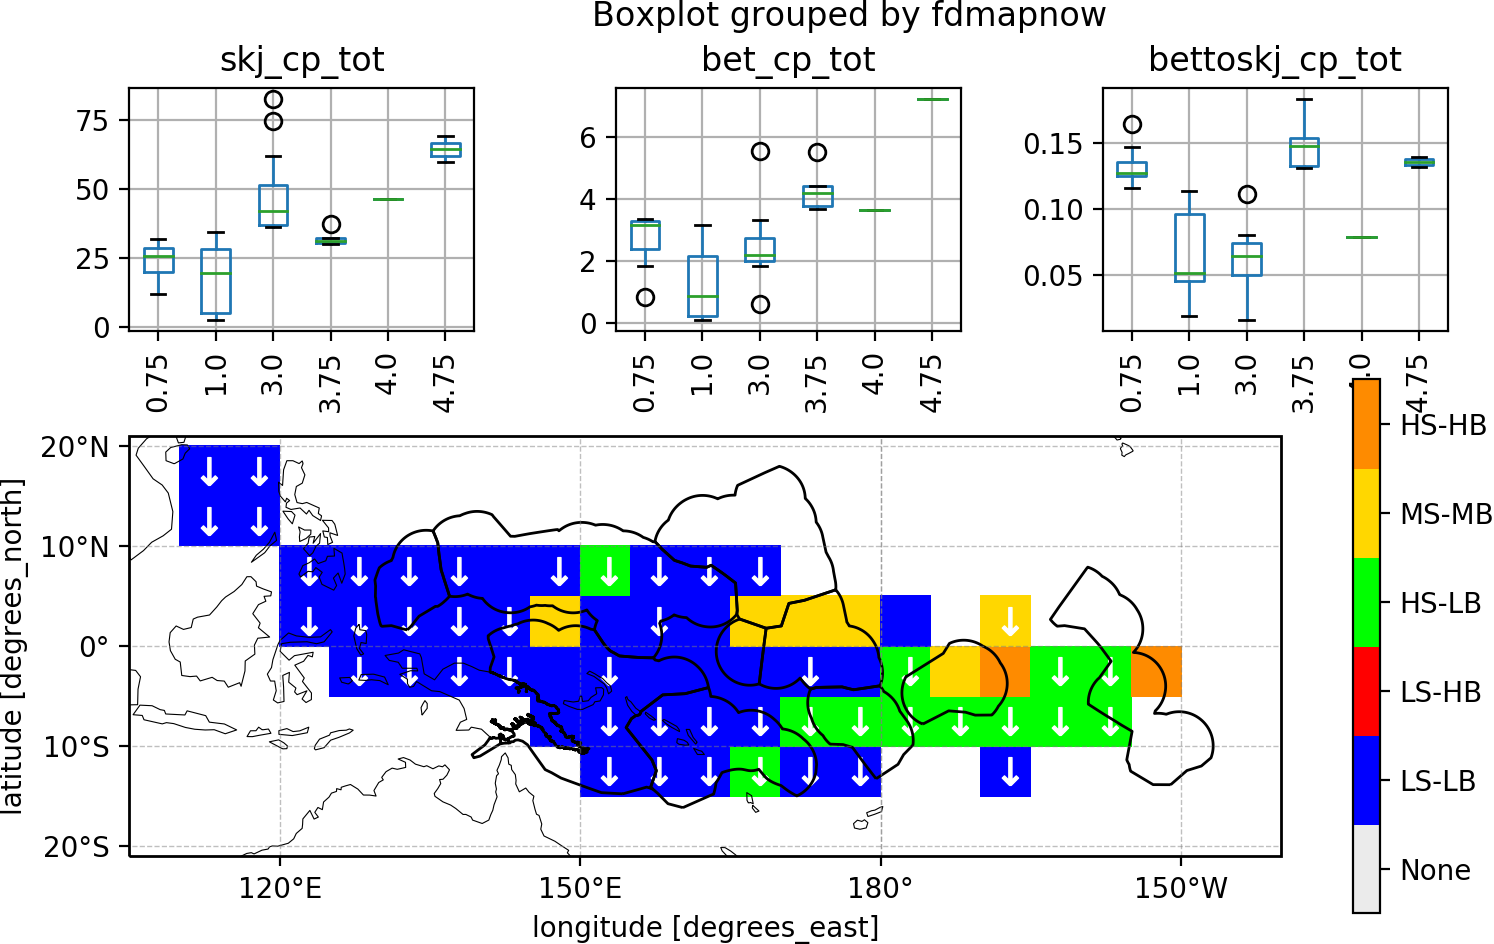 Boxplot grouped by fdmapnow
skj_cp_tot
bet_cp_tot
bettoskj_cp_tot
75
50
25
0
6
4
2
0
0.15
0.10
0.05
0.75 1.0 3.0 3.75 4.0 4.75
0.75 1.0 3.0 3.75 4.0 4.75
0.75 1.0 3.0 3.75 4.0 4.75
20°N
10°N
0°
10°S
20°S
latitude [degrees_north]
120°E 150°E 180° 150°W
longitude [degrees_east]
HS-HB
MS-MB
HS-LB
LS-HB
LS-LB
None